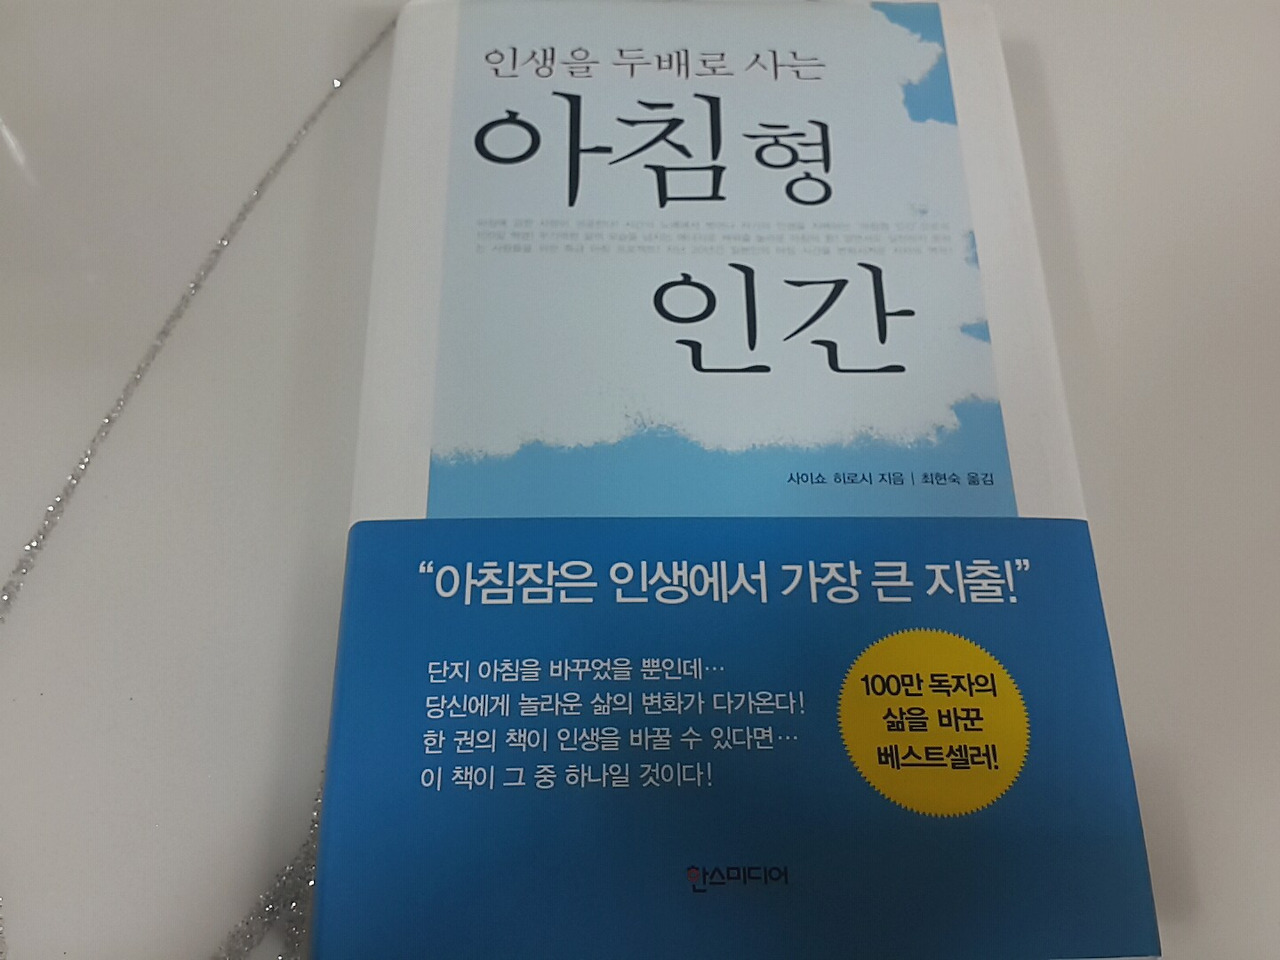 인생을 두배로 사는
아침형
인간
사이쇼 히로시 지음 | 최현숙 옮김
“아침잠은 인생에서 가장 큰 지출!”
단지 아침을 바꾸었을 뿐인데…
당신에게 놀라운 삶의 변화가 다가온다!
한 권의 책이 인생을 바꿀 수 있다면…
이 책이 그 중 하나일 것이다!
100만 독자의
삶을 바꾼
베스트셀러!
한스미디어